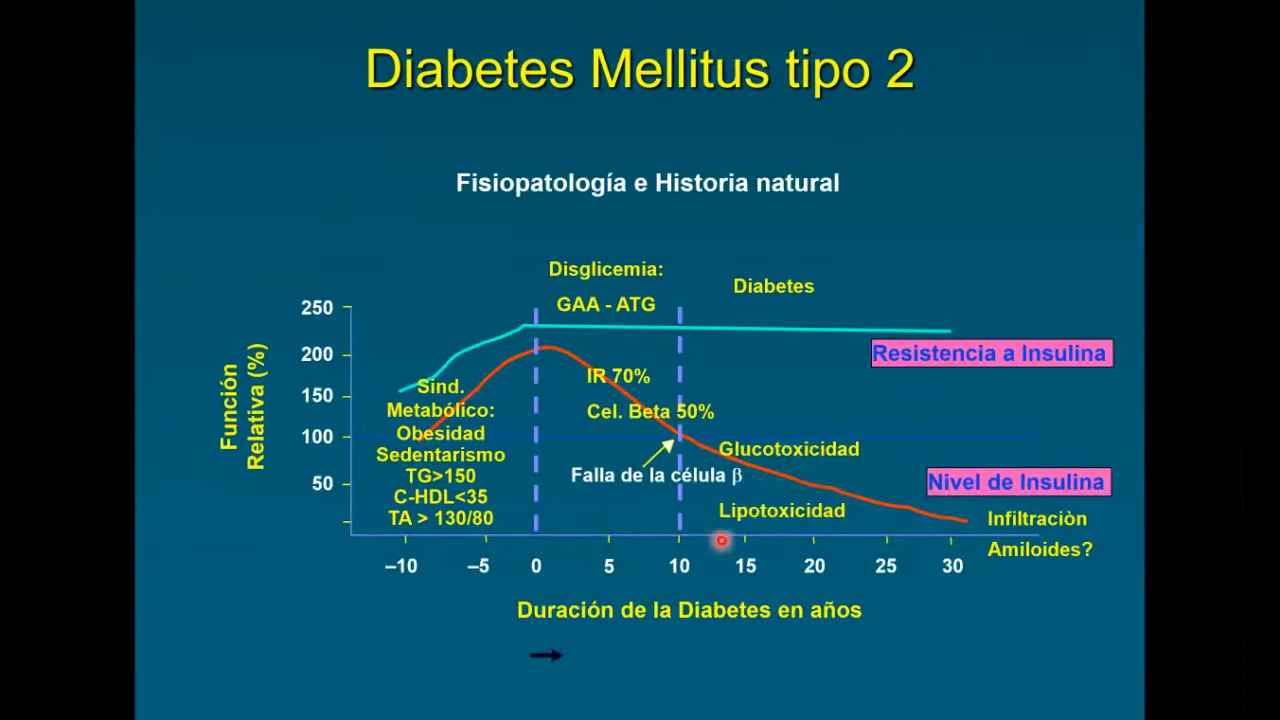 Diabetes Mellitus tipo 2
Fisiopatología e Historia natural
Disglicemia:
GAA - ATG
Diabetes
Función
Relativa (%)
250
200
150
100
50
Resistencia a Insulina
Sind.
Metabólico:
Obesidad
Sedentarismo
TG>150
C-HDL<35
TA > 130/80
IR 70%
Cel. Beta 50%
Falla de la célula β
Glucotoxicidad
Lipotoxicidad
Nivel de Insulina
Infiltraciòn
Amiloides?
–10 –5 0 5 10 15 20 25 30
Duración de la Diabetes en años